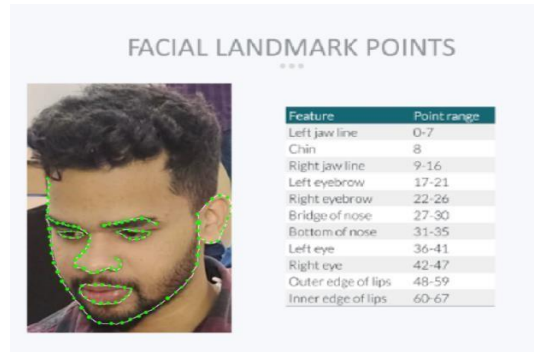 FACIAL LANDMARK POINTS
Feature Point range
Left jaw line 0-7
Chin 8
Right jaw line 9-16
Left eyebrow 17-21
Right eyebrow 22-26
Bridge of nose 27-30
Bottom of nose 31-35
Left eye 36-41
Right eye 42-47
Outer edge of lips 48-59
Inner edge of lips 60-67